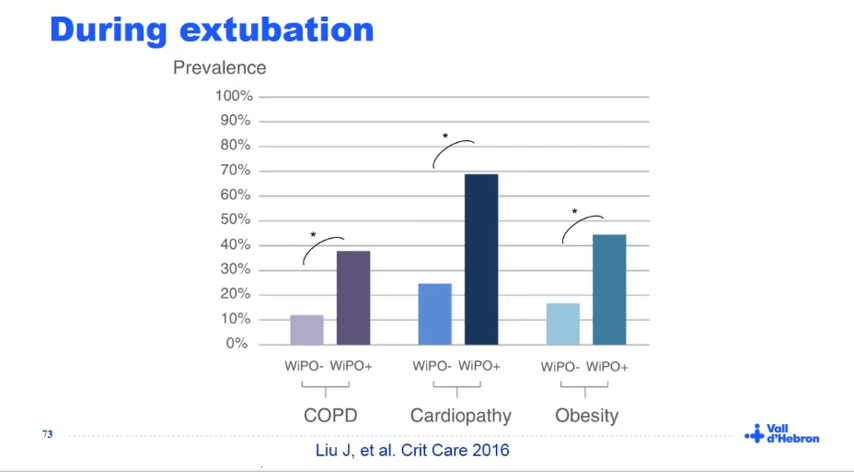 During extubation
Prevalence
100%
90%
80%
70%
60%
50%
40%
30%
20%
10%
0%
*
*
*
WiPO- WiPO+ WiPO- WiPO+ WiPO- WiPO+
COPD Cardiopathy Obesity
73
Liu J, et al. Crit Care 2016
Vall
d'Hebron